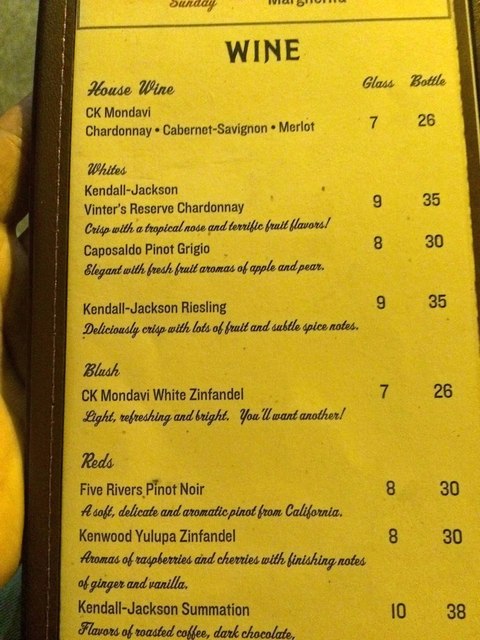 Sunday Margherita
WINE
House Wine Glass Bottle
CK Mondavi
Chardonnay • Cabernet-Savignon • Merlot 7 26
Whites
Kendall-Jackson
Vinter's Reserve Chardonnay 9 35
Crisp with a tropical nose and terrific fruit flavors!
Caposaldo Pinot Grigio 8 30
Elegant with fresh fruit aromas of apple and pear.
Kendall-Jackson Riesling 9 35
Deliciously crisp with lots of fruit and subtle spice notes.
Blush
CK Mondavi White Zinfandel 7 26
Light, refreshing and bright. You'll want another!
Reds
Five Rivers Pinot Noir 8 30
A soft, delicate and aromatic pinot from California.
Kenwood Yulupa Zinfandel 8 30
Aromas of raspberries and cherries with finishing notes
of ginger and vanilla.
Kendall-Jackson Summation 10 38
Flavors of roasted coffee, dark chocolate,